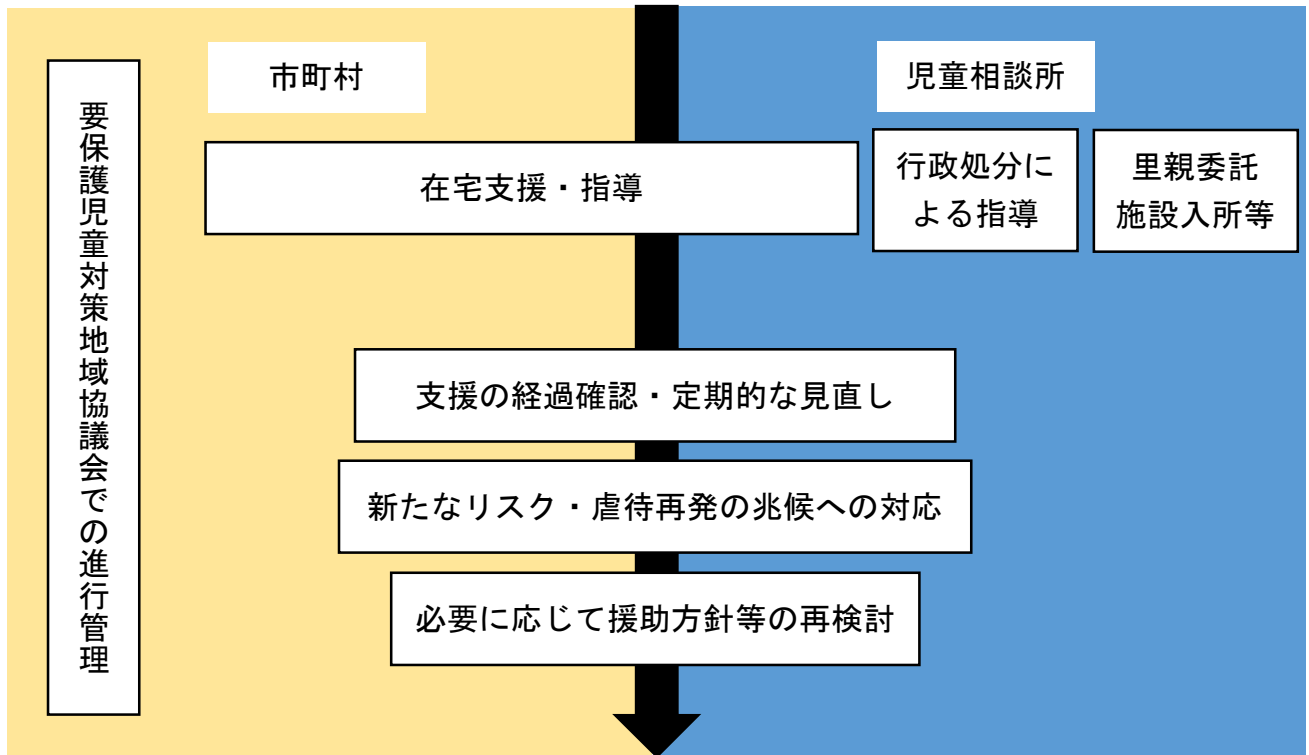 市町村
児童相談所
要保護児童対策地域協議会での進行管理
在宅支援・指導
行政処分に
よる指導
里親委託
施設入所等
支援の経過確認・定期的な見直し
新たなリスク・虐待再発の兆候への対応
必要に応じて援助方針等の再検討